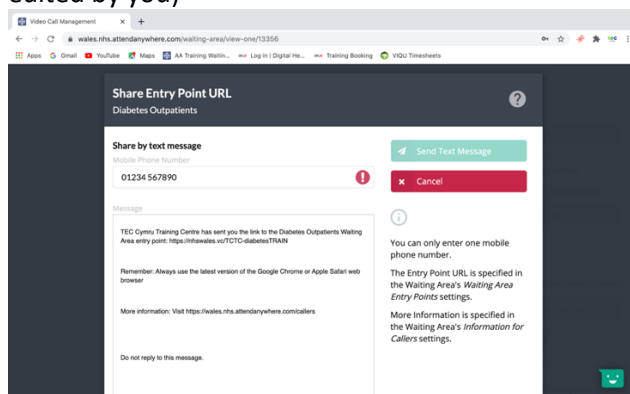 edited by you)
Video Call Management
wales.nhs.attendanywhere.com/waiting-area/view-one/13356
Apps Gmail YouTube Maps AA Training Waitin... Log in | Digital He... Training Booking VIQU Timesheets
Share Entry Point URL
Diabetes Outpatients
Share by text message
Mobile Phone Number
01234 567890
Message
TEC Cymru Training Centre has sent you the link to the Diabetes Outpatients Waiting
Area entry point: https://nhswales.vc/TCTC-diabetesTRAIN
Remember: Always use the latest version of the Google Chrome or Apple Safari web
browser
More information: Visit https://wales.nhs.attendanywhere.com/callers
Do not reply to this message.
Send Text Message
Cancel
You can only enter one mobile
phone number.
The Entry Point URL is specified in
the Waiting Area's Waiting Area
Entry Points settings.
More Information is specified in
the Waiting Area's Information for
Callers settings.